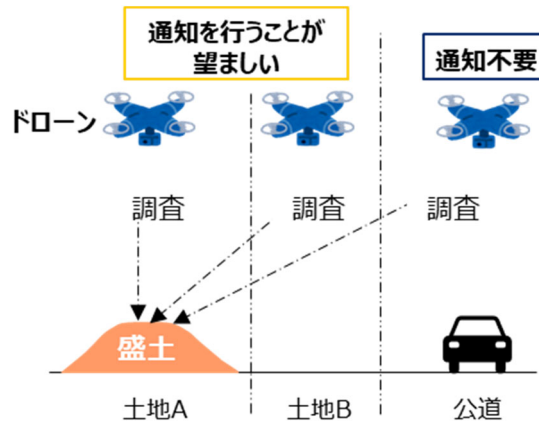 通知を行うことが
望ましい
通知不要
ドローン
調査
調査
調査
盛土
土地A
土地B
公道